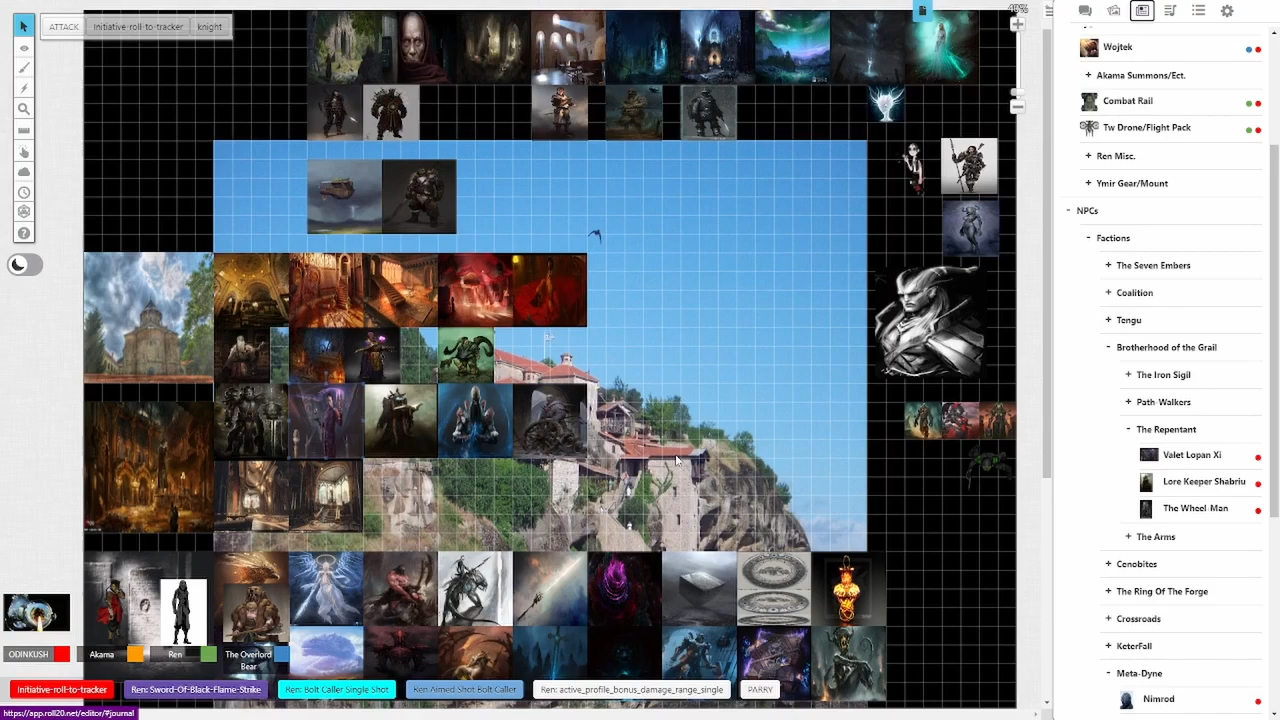 ATTACK Initiative-roll-to-tracker knight
Wojtek
+ Akama Summons/Ect.
Combat Rail
Tw Drone/Flight Pack
+ Ren Misc.
+ Ymir Gear/Mount
- NPCs
- Factions
+ The Seven Embers
+ Coalition
+ Tengu
- Brotherhood of the Grail
+ The Iron Sigil
+ Path-Walkers
- The Repentant
Valet Lopan Xi
Lore Keeper Shabriu
The Wheel-Man
+ The Arms
+ Cenobites
+ The Ring Of The Forge
+ Crossroads
+ KeterFall
- Meta-Dyne
Nimrod
ODINKUSH Akama Ren The Overlord
Bear
Initiative-roll-to-tracker Ren: Sword-Of-Black-Flame-Strike Ren: Bolt Caller Single Shot Ren Aimed Shot Bolt Caller Ren: active_profile_bonus_damage_range_single PARRY
https://app.roll20.net/editor/#journal